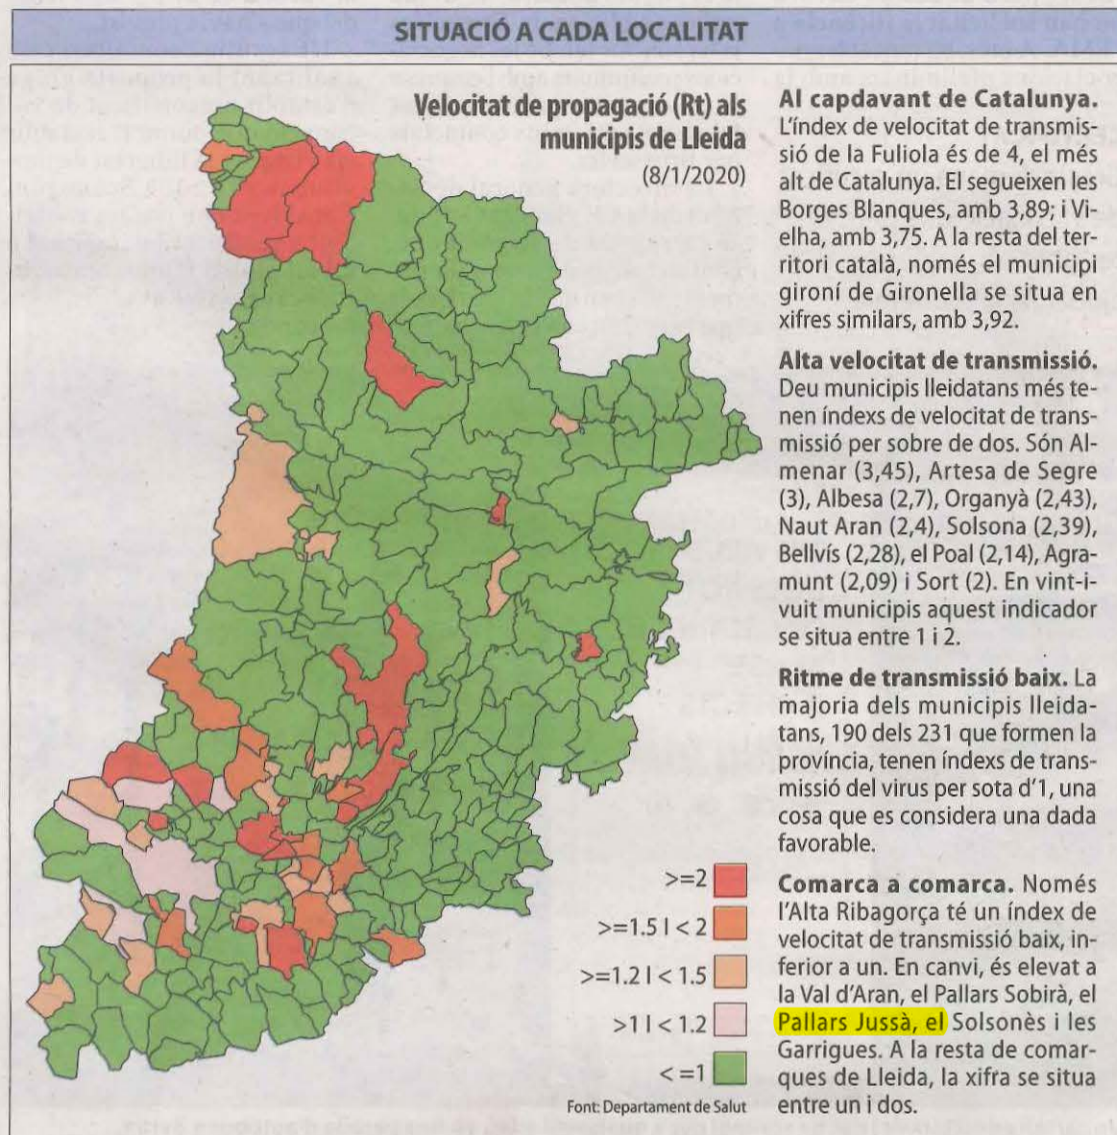 SITUACIÓ A CADA LOCALITAT
Velocitat de propagació (Rt) als
municipis de Lleida
(8/1/2020)
>=2
>=1.5 I < 2
>=1.2 I < 1.5
>1 I < 1.2
< =1
Font: Departament de Salut
Al capdavant de Catalunya.
L'índex de velocitat de transmis-
sió de la Fuliola és de 4, el més
alt de Catalunya. El segueixen les
Borges Blanques, amb 3,89; i Vi-
elha, amb 3,75. A la resta del ter-
ritori català, només el municipi
gironí de Gironella se situa en
xifres similars, amb 3,92.
Alta velocitat de transmissió.
Deu municipis lleidatans més te-
nen índexs de velocitat de trans-
missió per sobre de dos. Són Al-
menar (3,45), Artesa de Segre
(3), Albesa (2,7), Organyà (2,43),
Naut Aran (2,4), Solsona (2,39),
Bellvís (2,28), el Poal (2,14), Agra-
munt (2,09) i Sort (2). En vint-i-
vuit municipis aquest indicador
se situa entre 1 i 2.
Ritme de transmissió baix. La
majoria dels municipis lleida-
tans, 190 dels 231 que formen la
província, tenen índexs de trans-
missió del virus per sota d'1, una
cosa que es considera una dada
favorable.
Comarca a comarca. Només
l'Alta Ribagorça té un índex de
velocitat de transmissió baix, in-
ferior a un. En canvi, és elevat a
la Val d'Aran, el Pallars Sobirà, el
Pallars Jussà, el Solsonès i les
Garrigues. A la resta de comar-
ques de Lleida, la xifra se situa
entre un i dos.